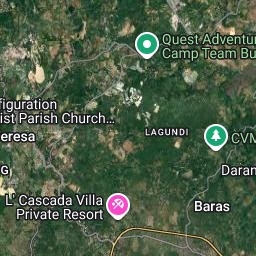 Quest Adventur
Camp Team Bu
figuration
ist Parish Church...
eresa
LAGUNDI
CVM
Daran
G
L' Cascada Villa
Private Resort
Baras